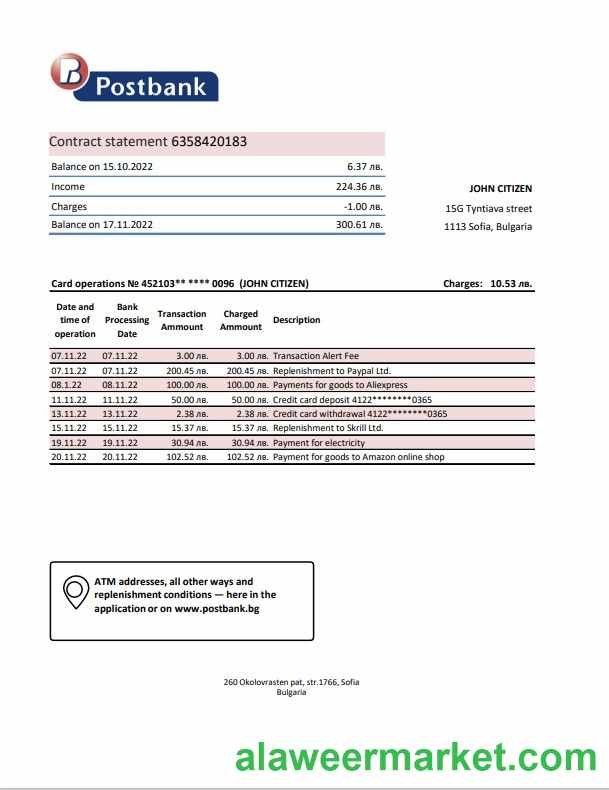 B Postbank
Contract statement 6358420183
Balance on 15.10.2022 6.37 лв.
Income 224.36 лв.
Charges -1.00 лв.
Balance on 17.11.2022 300.61 лв.
JOHN CITIZEN
15G Tyntiava street
1113 Sofia, Bulgaria
Card operations № 452103** **** 0096 (JOHN CITIZEN) Charges: 10.53 лв.
Date and time of operation Bank Processing Date Transaction Ammount Charged Ammount Description
07.11.22 07.11.22 3.00 лв. 3.00 лв. Transaction Alert Fee
07.11.22 07.11.22 200.45 лв. 200.45 лв. Replenishment to Paypal Ltd.
08.1.22 08.11.22 100.00 лв. 100.00 лв. Payments for goods to Aliexpress
11.11.22 11.11.22 50.00 лв. 50.00 лв. Credit card deposit 4122********0365
13.11.22 13.11.22 2.38 лв. 2.38 лв. Credit card withdrawal 4122********0365
15.11.22 15.11.22 15.37 лв. 15.37 лв. Replenishment to Skrill Ltd.
19.11.22 19.11.22 30.94 лв. 30.94 лв. Payment for electricity
20.11.22 20.11.22 102.52 лв. 102.52 лв. Payment for goods to Amazon online shop
ATM addresses, all other ways and
replenishment conditions — here in the
application or on www.postbank.bg
260 Okolovrasten pat, str.1766, Sofia
Bulgaria
alaweermarket.com